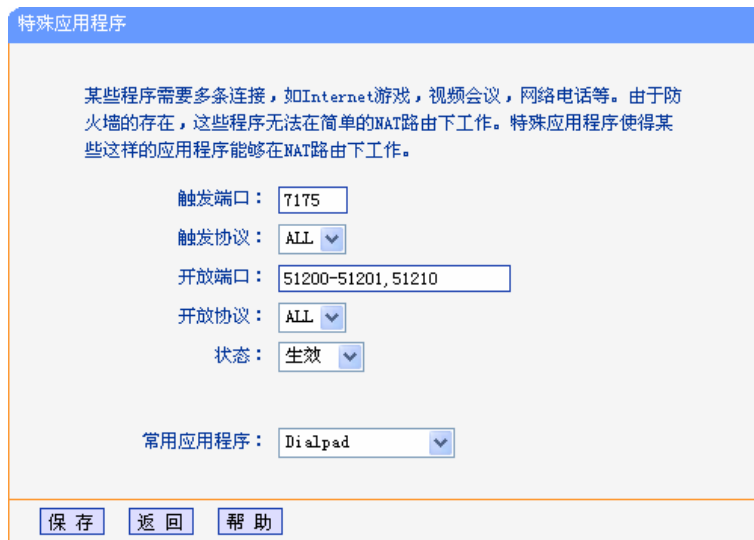 特殊应用程序
某些程序需要多条连接，如Internet游戏，视频会议，网络电话等。由于防
火墙的存在，这些程序无法在简单的NAT路由下工作。特殊应用程序使得某
些这样的应用程序能够在NAT路由下工作。
触发端口： 7175
触发协议： ALL
开放端口： 51200-51201,51210
开放协议： ALL
状态： 生效
常用应用程序： Dialpad
保 存 返 回 帮 助